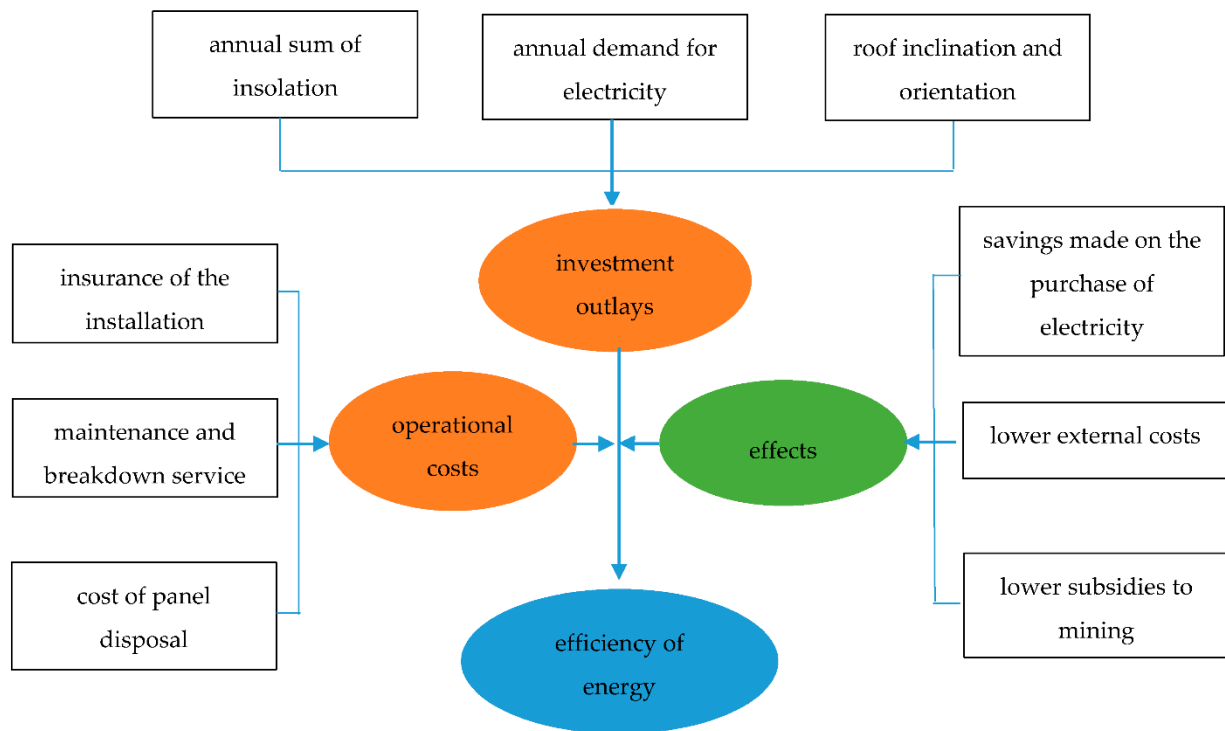 annual sum of
insolation
annual demand for
electricity
roof inclination and
orientation
investment
outlays
insurance of the
installation
savings made on the
purchase of
electricity
maintenance and
breakdown service
operational
costs
effects
lower external costs
cost of panel
disposal
efficiency of
energy
lower subsidies to
mining